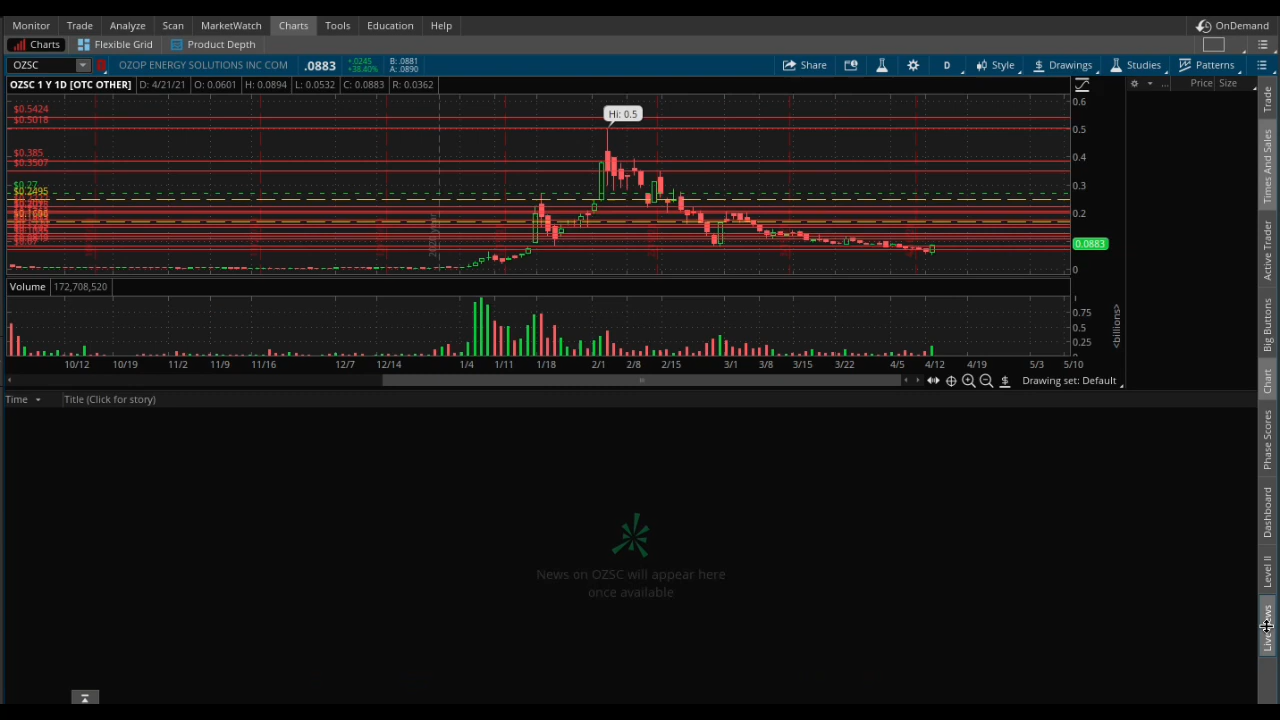 Monitor Trade Analyze Scan MarketWatch Charts Tools Education Help OnDemand
Charts Flexible Grid Product Depth
OZSC OZOP ENERGY SOLUTIONS INC COM .0883 +.0245 +38.40% B: .0881 A: .0890 Share D Style Drawings Studies Patterns
OZSC 1 Y 1D [OTC OTHER] D: 4/21/21 O: 0.0601 H: 0.0894 L: 0.0532 C: 0.0883 R: 0.0362 ... Price Size
$0.5424
$0.5018
$0.385
$0.3507
$0.27
$0.2495
Hi: 0.5
0.6
0.5
0.4
0.3
0.2
0.0883
0
Volume 172,708,520
0.75
0.5
0.25
<billions>
10/12 10/19 11/2 11/9 11/16 12/7 12/14 1/4 1/11 1/18 2/1 2/8 2/15 3/1 3/8 3/15 3/22 4/5 4/12 4/19 5/3 5/10
Drawing set: Default
Time Title (Click for story)
News on OZSC will appear here
once available
Trade
Times And Sales
Active Trader
Big Buttons
Chart
Phase Scores
Dashboard
Level II